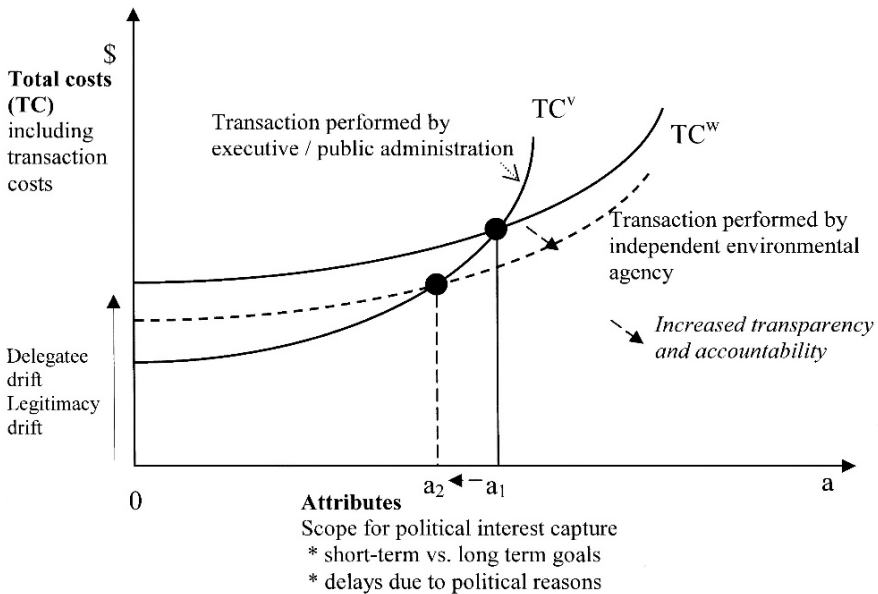 $
Total costs
(TC)
including
transaction
costs
Transaction performed by
executive / public administration
TCᵛ
TCʷ
Transaction performed by
independent environmental
agency
Increased transparency
and accountability
Delegatee
drift
Legitimacy
drift
0
a₂
a₁
a
Attributes
Scope for political interest capture
* short-term vs. long term goals
* delays due to political reasons